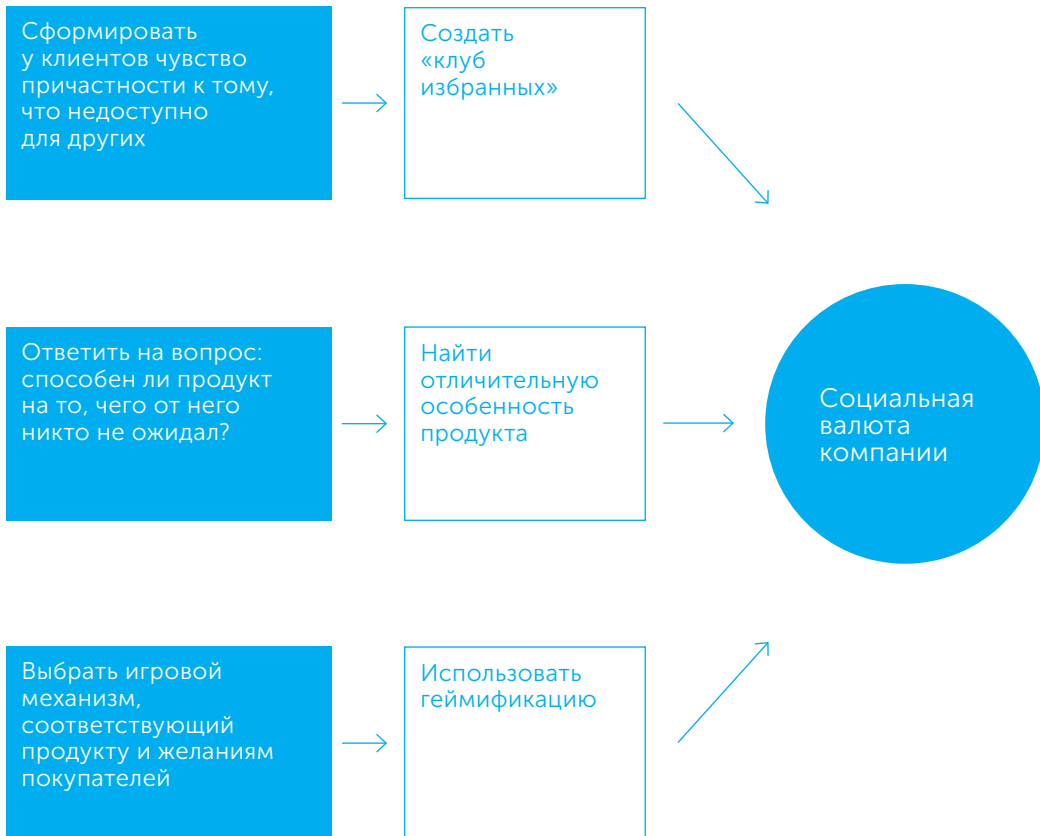 Сформировать
у клиентов чувство
причастности к тому,
что недоступно
для других
Создать
«клуб
избранных»
Ответить на вопрос:
способен ли продукт
на то, чего от него
никто не ожидал?
Найти
отличительную
особенность
продукта
Социальная
валюта
компании
Выбрать игровой
механизм,
соответствующий
продукту и желаниям
покупателей
Использовать
геймификацию